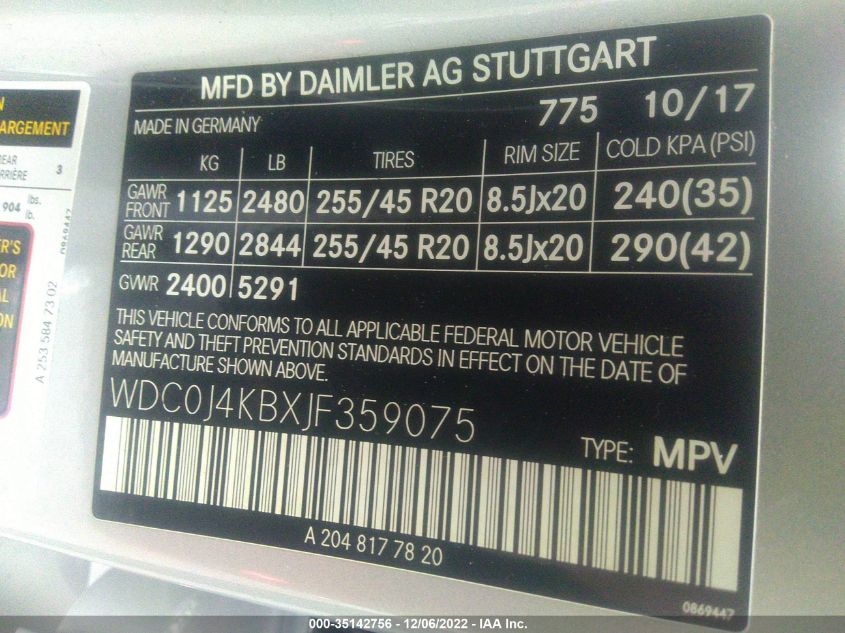 MFD BY DAIMLER AG STUTTGART
775 10/17
MADE IN GERMANY
KG LB TIRES RIM SIZE COLD KPA (PSI)
GAWR FRONT 1125 2480 255/45 R20 8.5Jx20 240(35)
GAWR REAR 1290 2844 255/45 R20 8.5Jx20 290(42)
GVWR 2400 5291
THIS VEHICLE CONFORMS TO ALL APPLICABLE FEDERAL MOTOR VEHICLE
SAFETY AND THEFT PREVENTION STANDARDS IN EFFECT ON THE DATE OF
MANUFACTURE SHOWN ABOVE.
WDC0J4KBXJF359075
TYPE: MPV
A 204 817 78 20
0869447
3
904 lbs.
lb.
0869447
A 253 584 73 02
000-35142756 - 12/06/2022 - IAA Inc.